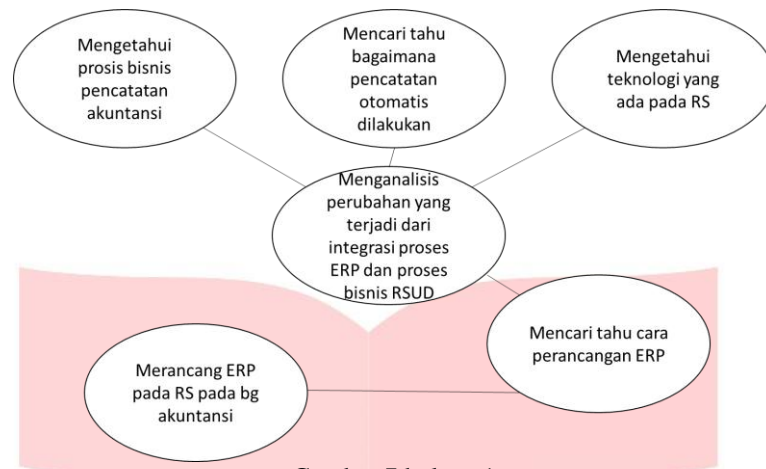 Mengetahui
prosis bisnis
pencatatan
akuntansi
Mencari tahu
bagaimana
pencatatan
otomatis
dilakukan
Mengetahui
teknologi yang
ada pada RS
Menganalisis
perubahan yang
terjadi dari
integrasi proses
ERP dan proses
bisnis RSUD
Mencari tahu cara
perancangan ERP
Merancang ERP
pada RS pada bg
akuntansi